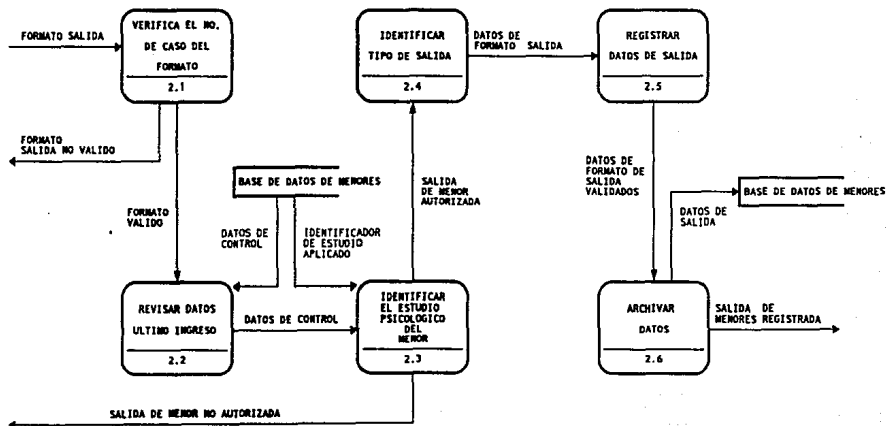 FORMATO SALIDA
VERIFICA EL NO.
DE CASO DEL
FORMATO
2.1
IDENTIFICAR
TIPO DE SALIDA
2.4
DATOS DE
FORMATO SALIDA
REGISTRAR
DATOS DE SALIDA
2.5
FORMATO
SALIDA NO VALIDO
FORMATO
VALIDO
BASE DE DATOS DE MENORES
DATOS DE
CONTROL
IDENTIFICADOR
DE ESTUDIO
APLICADO
SALIDA
DE MENOR
AUTORIZADA
DATOS DE
FORMATO DE
SALIDA
VALIDADOS
BASE DE DATOS DE MENORES
DATOS DE
SALIDA
REVISAR DATOS
ULTIMO INGRESO
2.2
DATOS DE CONTROL
IDENTIFICAR
EL ESTUDIO
PSICOLOGICO
DEL
MENOR
2.3
ARCHIVAR
DATOS
2.6
SALIDA DE
MENORES REGISTRADA
SALIDA DE MENOR NO AUTORIZADA